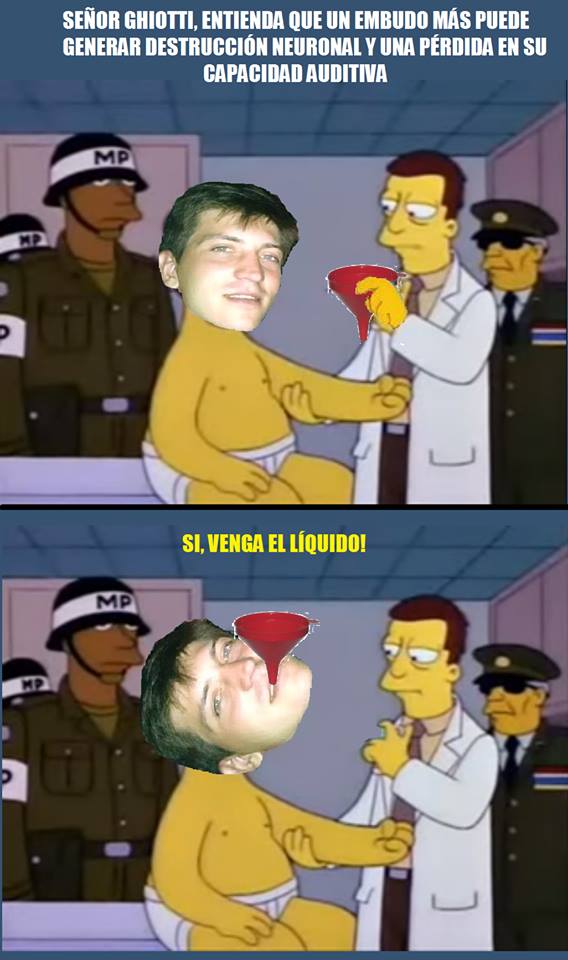 SEÑOR GHIOTTI, ENTIENDA QUE UN EMBUDO MÁS PUEDE
GENERAR DESTRUCCIÓN NEURONAL Y UNA PÉRDIDA EN SU
CAPACIDAD AUDITIVA
MP
MP
P
SI, VENGA EL LÍQUIDO!
MP
MP
P